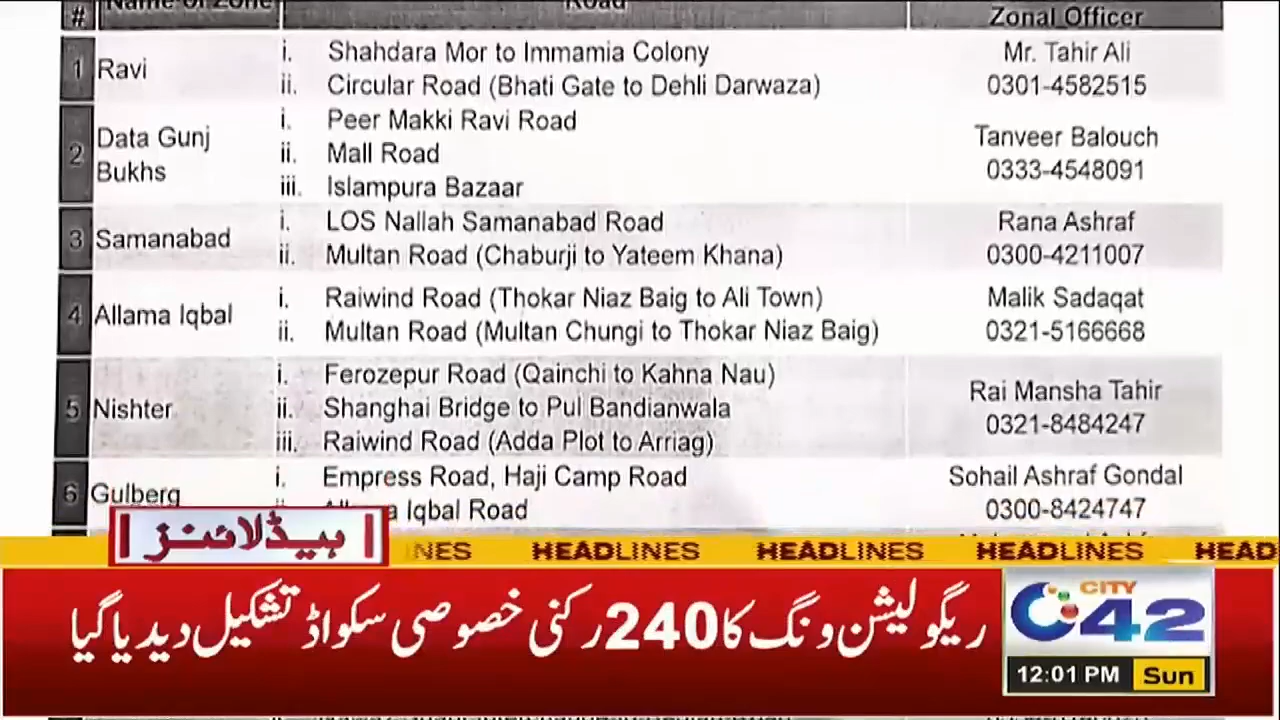 # Name of Zone Road Zonal Officer
1 Ravi i. Shahdara Mor to Immamia Colony Mr. Tahir Ali
ii. Circular Road (Bhati Gate to Dehli Darwaza) 0301-4582515
2 Data Gunj Bukhs i. Peer Makki Ravi Road Tanveer Balouch
ii. Mall Road 0333-4548091
iii. Islampura Bazaar
3 Samanabad i. LOS Nallah Samanabad Road Rana Ashraf
ii. Multan Road (Chaburji to Yateem Khana) 0300-4211007
4 Allama Iqbal i. Raiwind Road (Thokar Niaz Baig to Ali Town) Malik Sadaqat
ii. Multan Road (Multan Chungi to Thokar Niaz Baig) 0321-5166668
5 Nishter i. Ferozepur Road (Qainchi to Kahna Nau) Rai Mansha Tahir
ii. Shanghai Bridge to Pul Bandianwala 0321-8484247
iii. Raiwind Road (Adda Plot to Arriag)
6 Gulberg i. Empress Road, Haji Camp Road Sohail Ashraf Gondal
Iqbal Road 0300-8424747
ہیڈلائنز
NES HEADLINES HEADLINES HEADLINES HEAD
ریگولیشن ونگ کا 240 رکنی خصوصی سکواڈ تشکیل دیدیا گیا
CITY 42
12:01 PM Sun